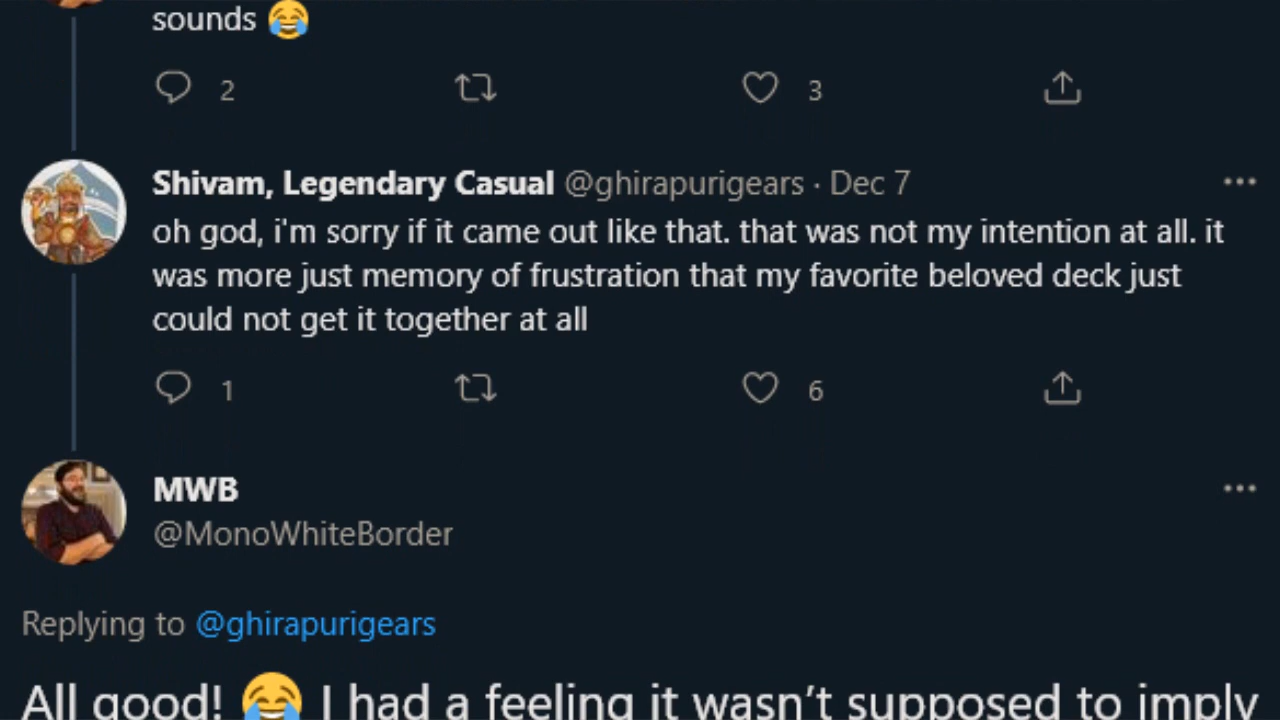 sounds 😂
2
3
Shivam, Legendary Casual @ghirapurigears · Dec 7
oh god, i'm sorry if it came out like that. that was not my intention at all. it
was more just memory of frustration that my favorite beloved deck just
could not get it together at all
1
6
MWB
@MonoWhiteBorder
Replying to @ghirapurigears
All good! 😂 I had a feeling it wasn't supposed to imply